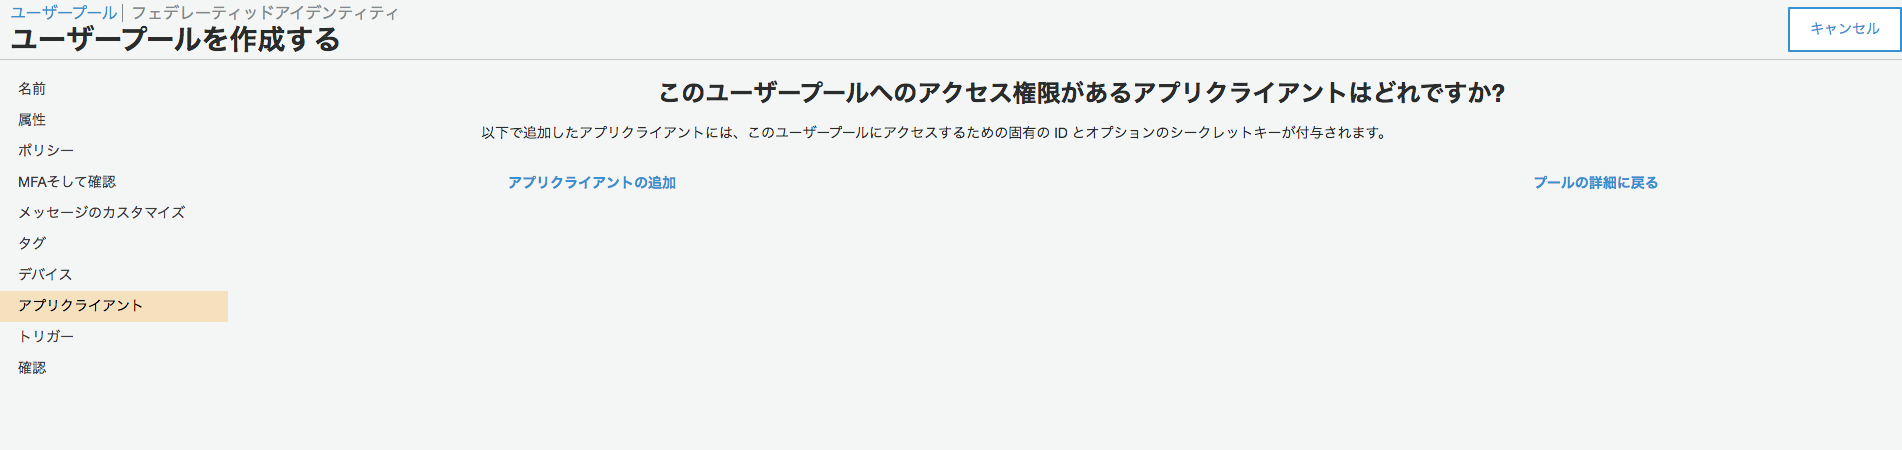 ユーザープール | フェデレーティッドアイデンティティ
ユーザープールを作成する
キャンセル
名前
属性
ポリシー
MFAそして確認
メッセージのカスタマイズ
タグ
デバイス
アプリクライアント
トリガー
確認
このユーザープールへのアクセス権限があるアプリクライアントはどれですか?
以下で追加したアプリクライアントには、このユーザープールにアクセスするための固有の ID とオプションのシークレットキーが付与されます。
アプリクライアントの追加
プールの詳細に戻る